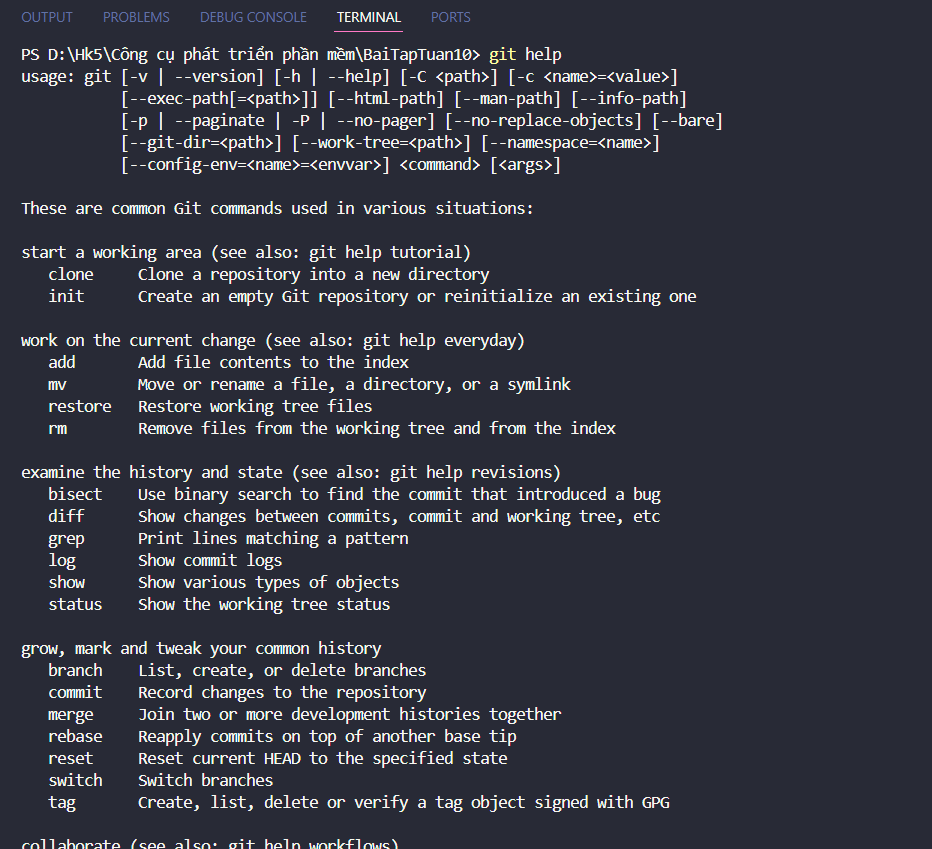 OUTPUT PROBLEMS DEBUG CONSOLE TERMINAL PORTS
PS D:\Hk5\Công cụ phát triển phần mềm\BaiTapTuan10> git help
usage: git [-v | --version] [-h | --help] [-C <path>] [-c <name>=<value>]
           [--exec-path[=<path>]] [--html-path] [--man-path] [--info-path]
           [-p | --paginate | -P | --no-pager] [--no-replace-objects] [--bare]
           [--git-dir=<path>] [--work-tree=<path>] [--namespace=<name>]
           [--config-env=<name>=<envvar>] <command> [<args>]

These are common Git commands used in various situations:

start a working area (see also: git help tutorial)
   clone     Clone a repository into a new directory
   init      Create an empty Git repository or reinitialize an existing one

work on the current change (see also: git help everyday)
   add       Add file contents to the index
   mv        Move or rename a file, a directory, or a symlink
   restore   Restore working tree files
   rm        Remove files from the working tree and from the index

examine the history and state (see also: git help revisions)
   bisect    Use binary search to find the commit that introduced a bug
   diff      Show changes between commits, commit and working tree, etc
   grep      Print lines matching a pattern
   log       Show commit logs
   show      Show various types of objects
   status    Show the working tree status

grow, mark and tweak your common history
   branch    List, create, or delete branches
   commit    Record changes to the repository
   merge     Join two or more development histories together
   rebase    Reapply commits on top of another base tip
   reset     Reset current HEAD to the specified state
   switch    Switch branches
   tag       Create, list, delete or verify a tag object signed with GPG

collaborate (see also: git help workflows)